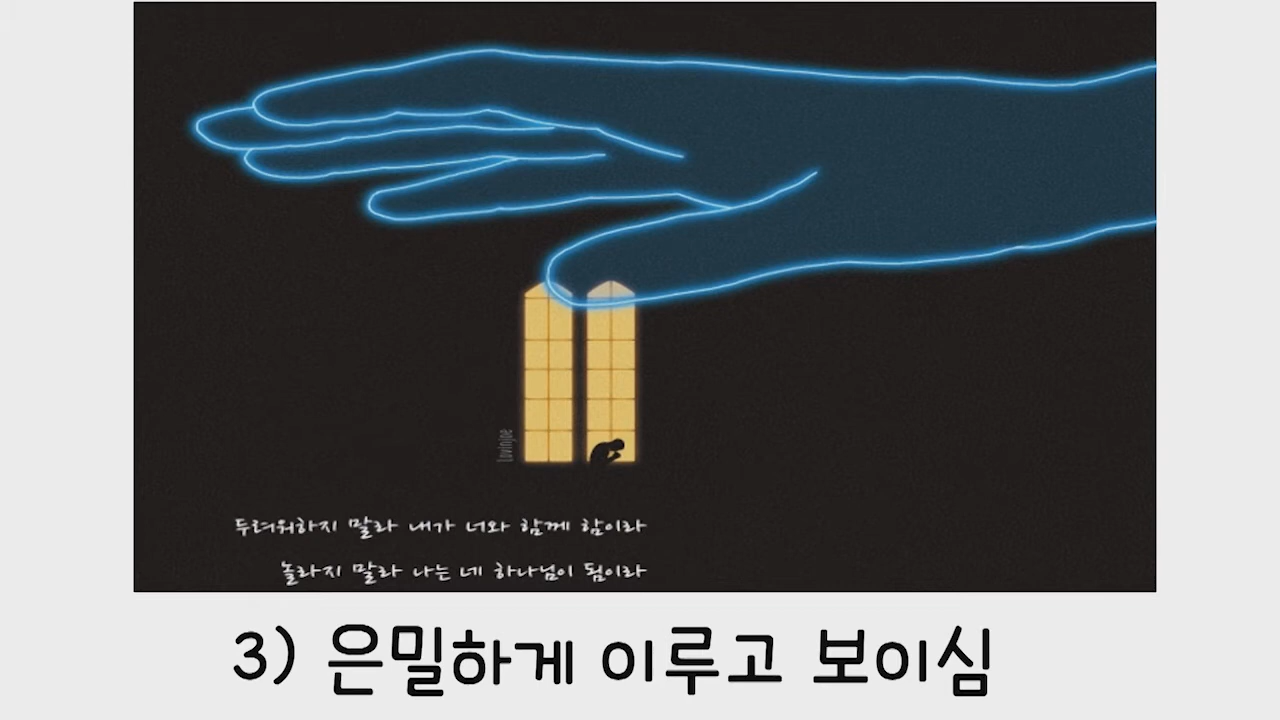 Lovinjoe
두려워하지 말라 내가 너와 함께 함이라
놀라지 말라 나는 네 하나님이 됨이라
3) 은밀하게 이루고 보이심